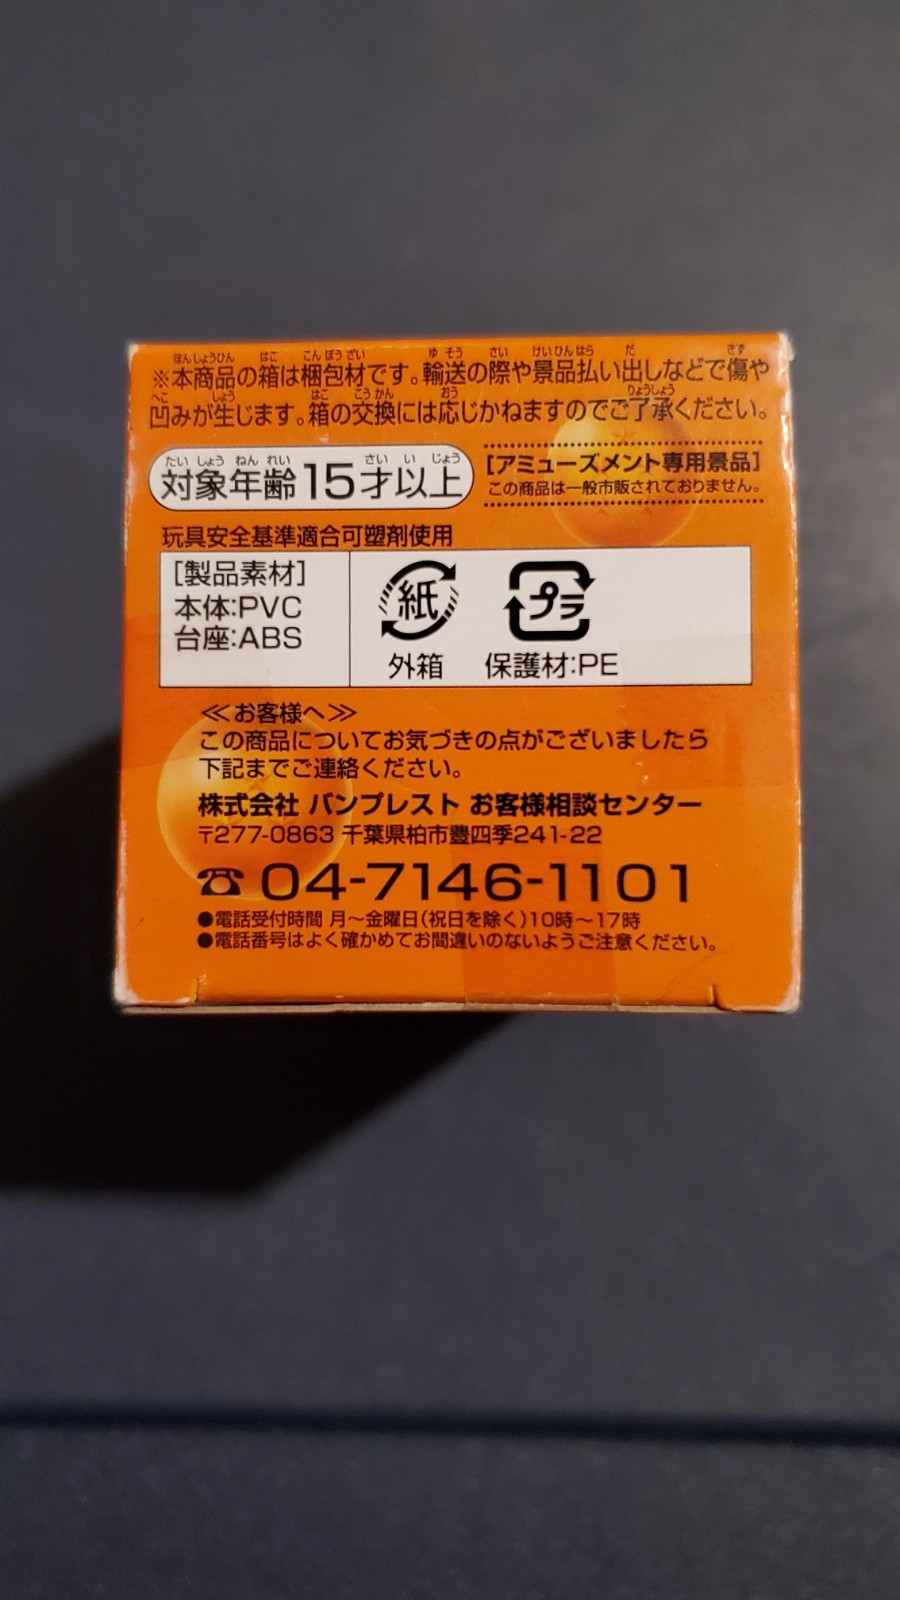 ※本商品の箱は梱包材です。輸送の際や景品払い出しなどで傷や
凹みが生じます。箱の交換には応じかねますのでご了承ください。
対象年齢15才以上
[アミューズメント専用景品]
この商品は一般市販されておりません。
玩具安全基準適合可塑剤使用
[製品素材]
本体:PVC
台座:ABS
紙
外箱
プラ
保護材:PE
≪お客様へ≫
この商品についてお気づきの点がございましたら
下記までご連絡ください。
株式会社 バンプレスト お客様相談センター
〒277-0863 千葉県柏市豊四季241-22
☎04-7146-1101
●電話受付時間 月〜金曜日(祝日を除く)10時〜17時
●電話番号はよく確かめてお間違いのないようご注意ください。